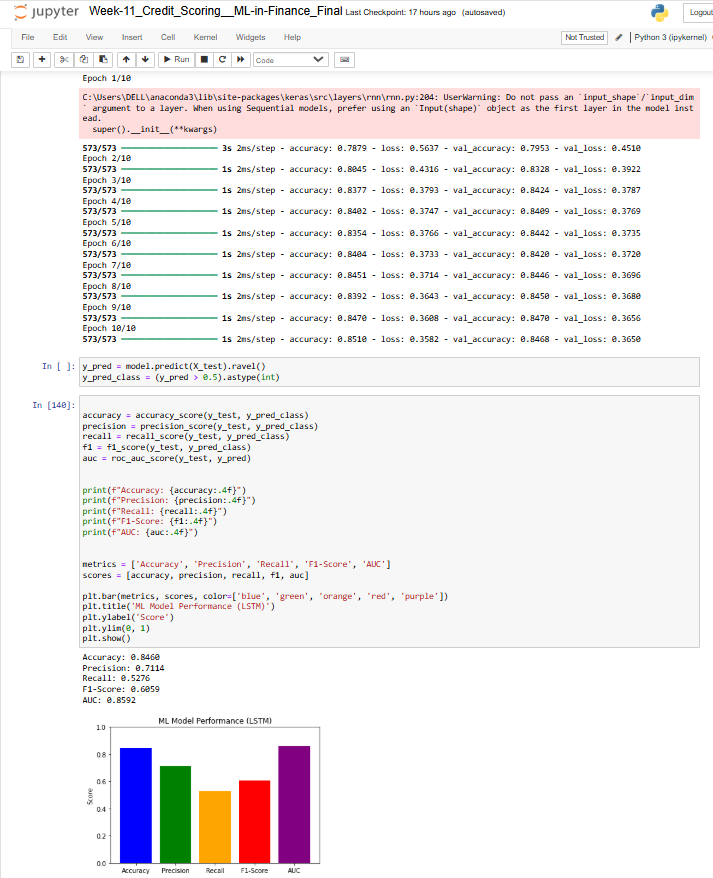 jupyter Week-11_Credit_Scoring__ML-in-Finance_Final Last Checkpoint: 17 hours ago (autosaved)
Logout
File Edit View Insert Cell Kernel Widgets Help
Not Trusted
Python 3 (ipykernel)
Run
Code
Epoch 1/10
C:\Users\DELL\anaconda3\lib\site-packages\keras\src\layers\rnn\rnn.py:204: UserWarning: Do not pass an `input_shape`/`input_dim
` argument to a layer. When using Sequential models, prefer using an `Input(shape)` object as the first layer in the model inst
ead.
super().__init__(**kwargs)
573/573 3s 2ms/step - accuracy: 0.7879 - loss: 0.5637 - val_accuracy: 0.7953 - val_loss: 0.4510
Epoch 2/10
573/573 1s 2ms/step - accuracy: 0.8045 - loss: 0.4316 - val_accuracy: 0.8328 - val_loss: 0.3922
Epoch 3/10
573/573 1s 2ms/step - accuracy: 0.8377 - loss: 0.3793 - val_accuracy: 0.8424 - val_loss: 0.3787
Epoch 4/10
573/573 1s 2ms/step - accuracy: 0.8402 - loss: 0.3747 - val_accuracy: 0.8409 - val_loss: 0.3769
Epoch 5/10
573/573 1s 2ms/step - accuracy: 0.8354 - loss: 0.3766 - val_accuracy: 0.8442 - val_loss: 0.3735
Epoch 6/10
573/573 1s 2ms/step - accuracy: 0.8404 - loss: 0.3733 - val_accuracy: 0.8420 - val_loss: 0.3720
Epoch 7/10
573/573 1s 2ms/step - accuracy: 0.8451 - loss: 0.3714 - val_accuracy: 0.8446 - val_loss: 0.3696
Epoch 8/10
573/573 1s 2ms/step - accuracy: 0.8392 - loss: 0.3643 - val_accuracy: 0.8450 - val_loss: 0.3680
Epoch 9/10
573/573 1s 2ms/step - accuracy: 0.8470 - loss: 0.3608 - val_accuracy: 0.8470 - val_loss: 0.3656
Epoch 10/10
573/573 1s 2ms/step - accuracy: 0.8510 - loss: 0.3582 - val_accuracy: 0.8468 - val_loss: 0.3650
In [ ]: y_pred = model.predict(X_test).ravel()
y_pred_class = (y_pred > 0.5).astype(int)
In [140]:
accuracy = accuracy_score(y_test, y_pred_class)
precision = precision_score(y_test, y_pred_class)
recall = recall_score(y_test, y_pred_class)
f1 = f1_score(y_test, y_pred_class)
auc = roc_auc_score(y_test, y_pred)
print(f"Accuracy: {accuracy:.4f}")
print(f"Precision: {precision:.4f}")
print(f"Recall: {recall:.4f}")
print(f"F1-Score: {f1:.4f}")
print(f"AUC: {auc:.4f}")
metrics = ['Accuracy', 'Precision', 'Recall', 'F1-Score', 'AUC']
scores = [accuracy, precision, recall, f1, auc]
plt.bar(metrics, scores, color=['blue', 'green', 'orange', 'red', 'purple'])
plt.title('ML Model Performance (LSTM)')
plt.ylabel('Score')
plt.ylim(0, 1)
plt.show()
Accuracy: 0.8460
Precision: 0.7114
Recall: 0.5276
F1-Score: 0.6059
AUC: 0.8592
ML Model Performance (LSTM)
1.0
0.8
0.6
0.4
0.2
0.0
Score
Accuracy Precision Recall F1-Score AUC